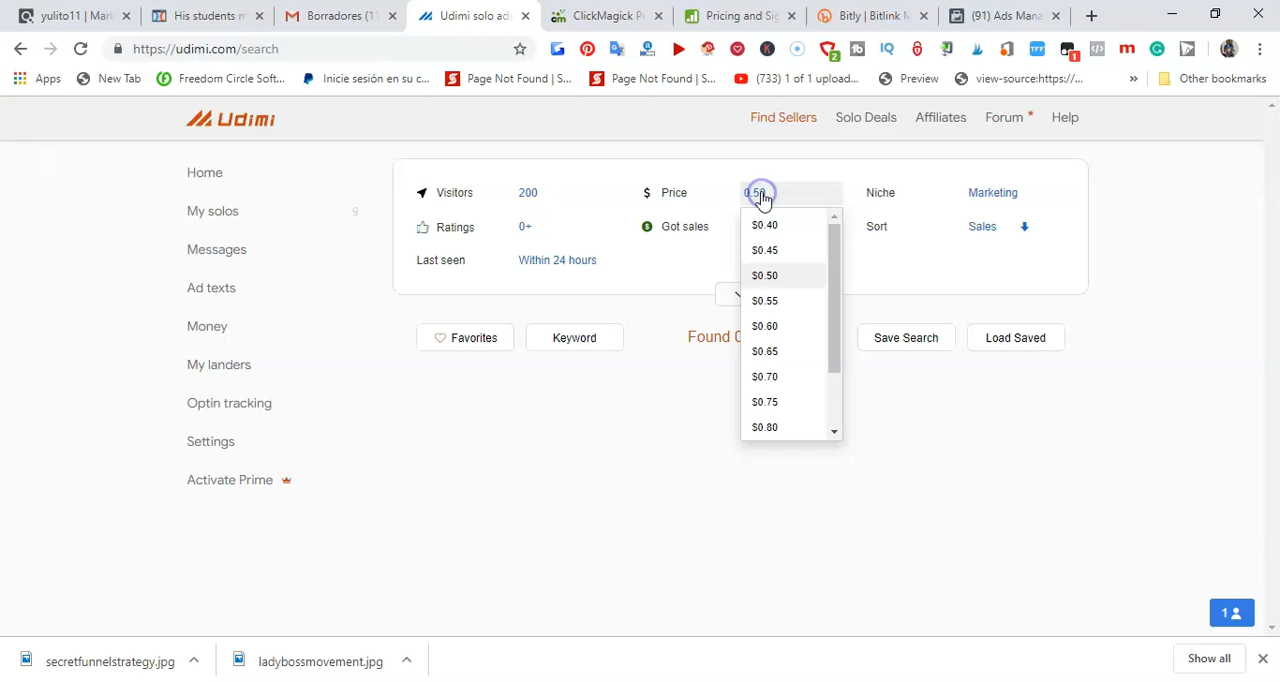 yulito11 | Mar
His students m
Borradores (1
Udimi solo ads
ClickMagick P
Pricing and Sig
Bitly | Bitlink M
(91) Ads Mana
https://udimi.com/search
Apps
New Tab
Freedom Circle Soft...
Inicie sesión en su c...
Page Not Found | S...
Page Not Found | S...
(733) 1 of 1 upload...
Preview
view-source:https://...
»
Other bookmarks
Udimi
Find Sellers
Solo Deals
Affiliates
Forum *
Help
Home
My solos 9
Messages
Ad texts
Money
My landers
Optin tracking
Settings
Activate Prime
Visitors 200
$ Price 0.50
Niche Marketing
Ratings 0+
Got sales
Sort Sales
Last seen Within 24 hours
$0.40
$0.45
$0.50
$0.55
$0.60
$0.65
$0.70
$0.75
$0.80
Favorites
Keyword
Found 0
Save Search
Load Saved
1
secretfunnelstrategy.jpg
ladybossmovement.jpg
Show all